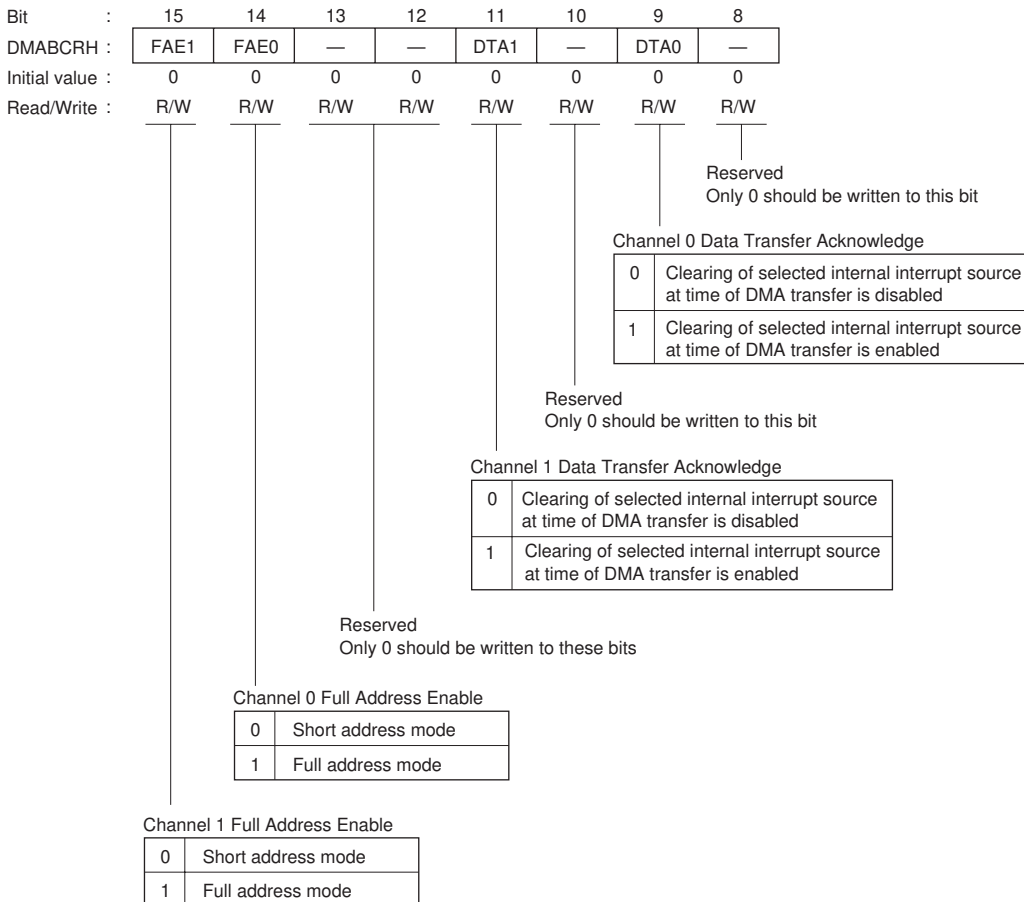 Bit : 15 14 13 12 11 10 9 8
DMABCRH : FAE1 FAE0 — — DTA1 — DTA0 —
Initial value : 0 0 0 0 0 0 0 0
Read/Write : R/W R/W R/W R/W R/W R/W R/W R/W
Reserved
Only 0 should be written to this bit
Channel 0 Data Transfer Acknowledge
0 Clearing of selected internal interrupt source
at time of DMA transfer is disabled
1 Clearing of selected internal interrupt source
at time of DMA transfer is enabled
Reserved
Only 0 should be written to this bit
Channel 1 Data Transfer Acknowledge
0 Clearing of selected internal interrupt source
at time of DMA transfer is disabled
1 Clearing of selected internal interrupt source
at time of DMA transfer is enabled
Reserved
Only 0 should be written to these bits
Channel 0 Full Address Enable
0 Short address mode
1 Full address mode
Channel 1 Full Address Enable
0 Short address mode
1 Full address mode